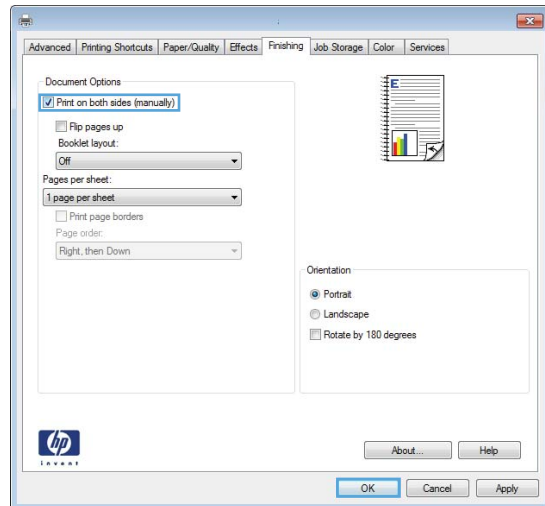 Advanced Printing Shortcuts Paper/Quality Effects Finishing Job Storage Color Services
Document Options
Print on both sides (manually)
Flip pages up
Booklet layout:
Off
Pages per sheet:
1 page per sheet
Print page borders
Page order:
Right, then Down
E
Orientation
Portrait
Landscape
Rotate by 180 degrees
hp
invent
About... Help
OK Cancel Apply